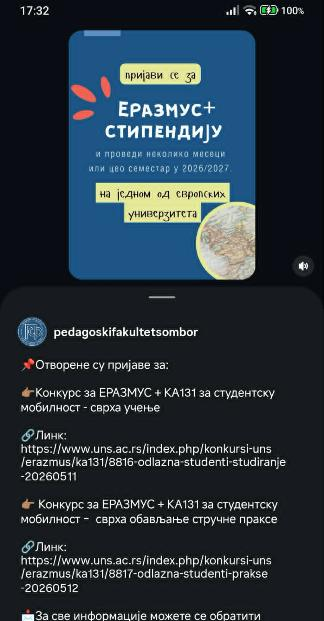 17:32
100%
пријави се за
ЕРАЗМУС+
СТИПЕНДИЈУ
и проведи неколико месеци
или цео семестар у 2026/2027.
на једном од европских
универзитета
pedagoskifakultetsombor
📌Отворене су пријаве за:
👉🏽Конкурс за ЕРАЗМУС + КА131 за студентску
мобилност - сврха учење
🔗Линк:
https://www.uns.ac.rs/index.php/konkursi-uns
/erazmus/ka131/8816-odlazna-studenti-studiranje
-20260511
👉🏽 Конкурс за ЕРАЗМУС + КА131 за студентску
мобилност – сврха обављање стручне праксе
🔗Линк:
https://www.uns.ac.rs/index.php/konkursi-uns
/erazmus/ka131/8817-odlazna-studenti-prakse
-20260512
📩За све информације можете се обратити